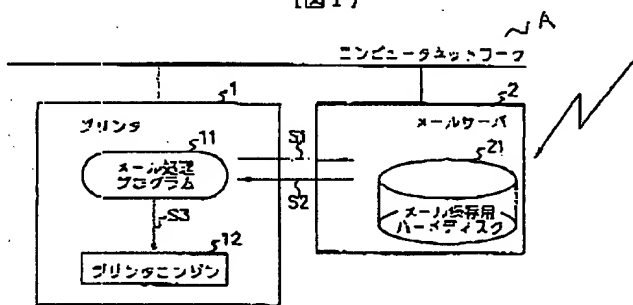 [図1]
A
コンピュータネットワーク
1
プリンタ
11
メール処理
プログラム
S1
S2
S3
12
プリンタエンジン
2
メールサーバ
21
メール保存用
ハードディスク